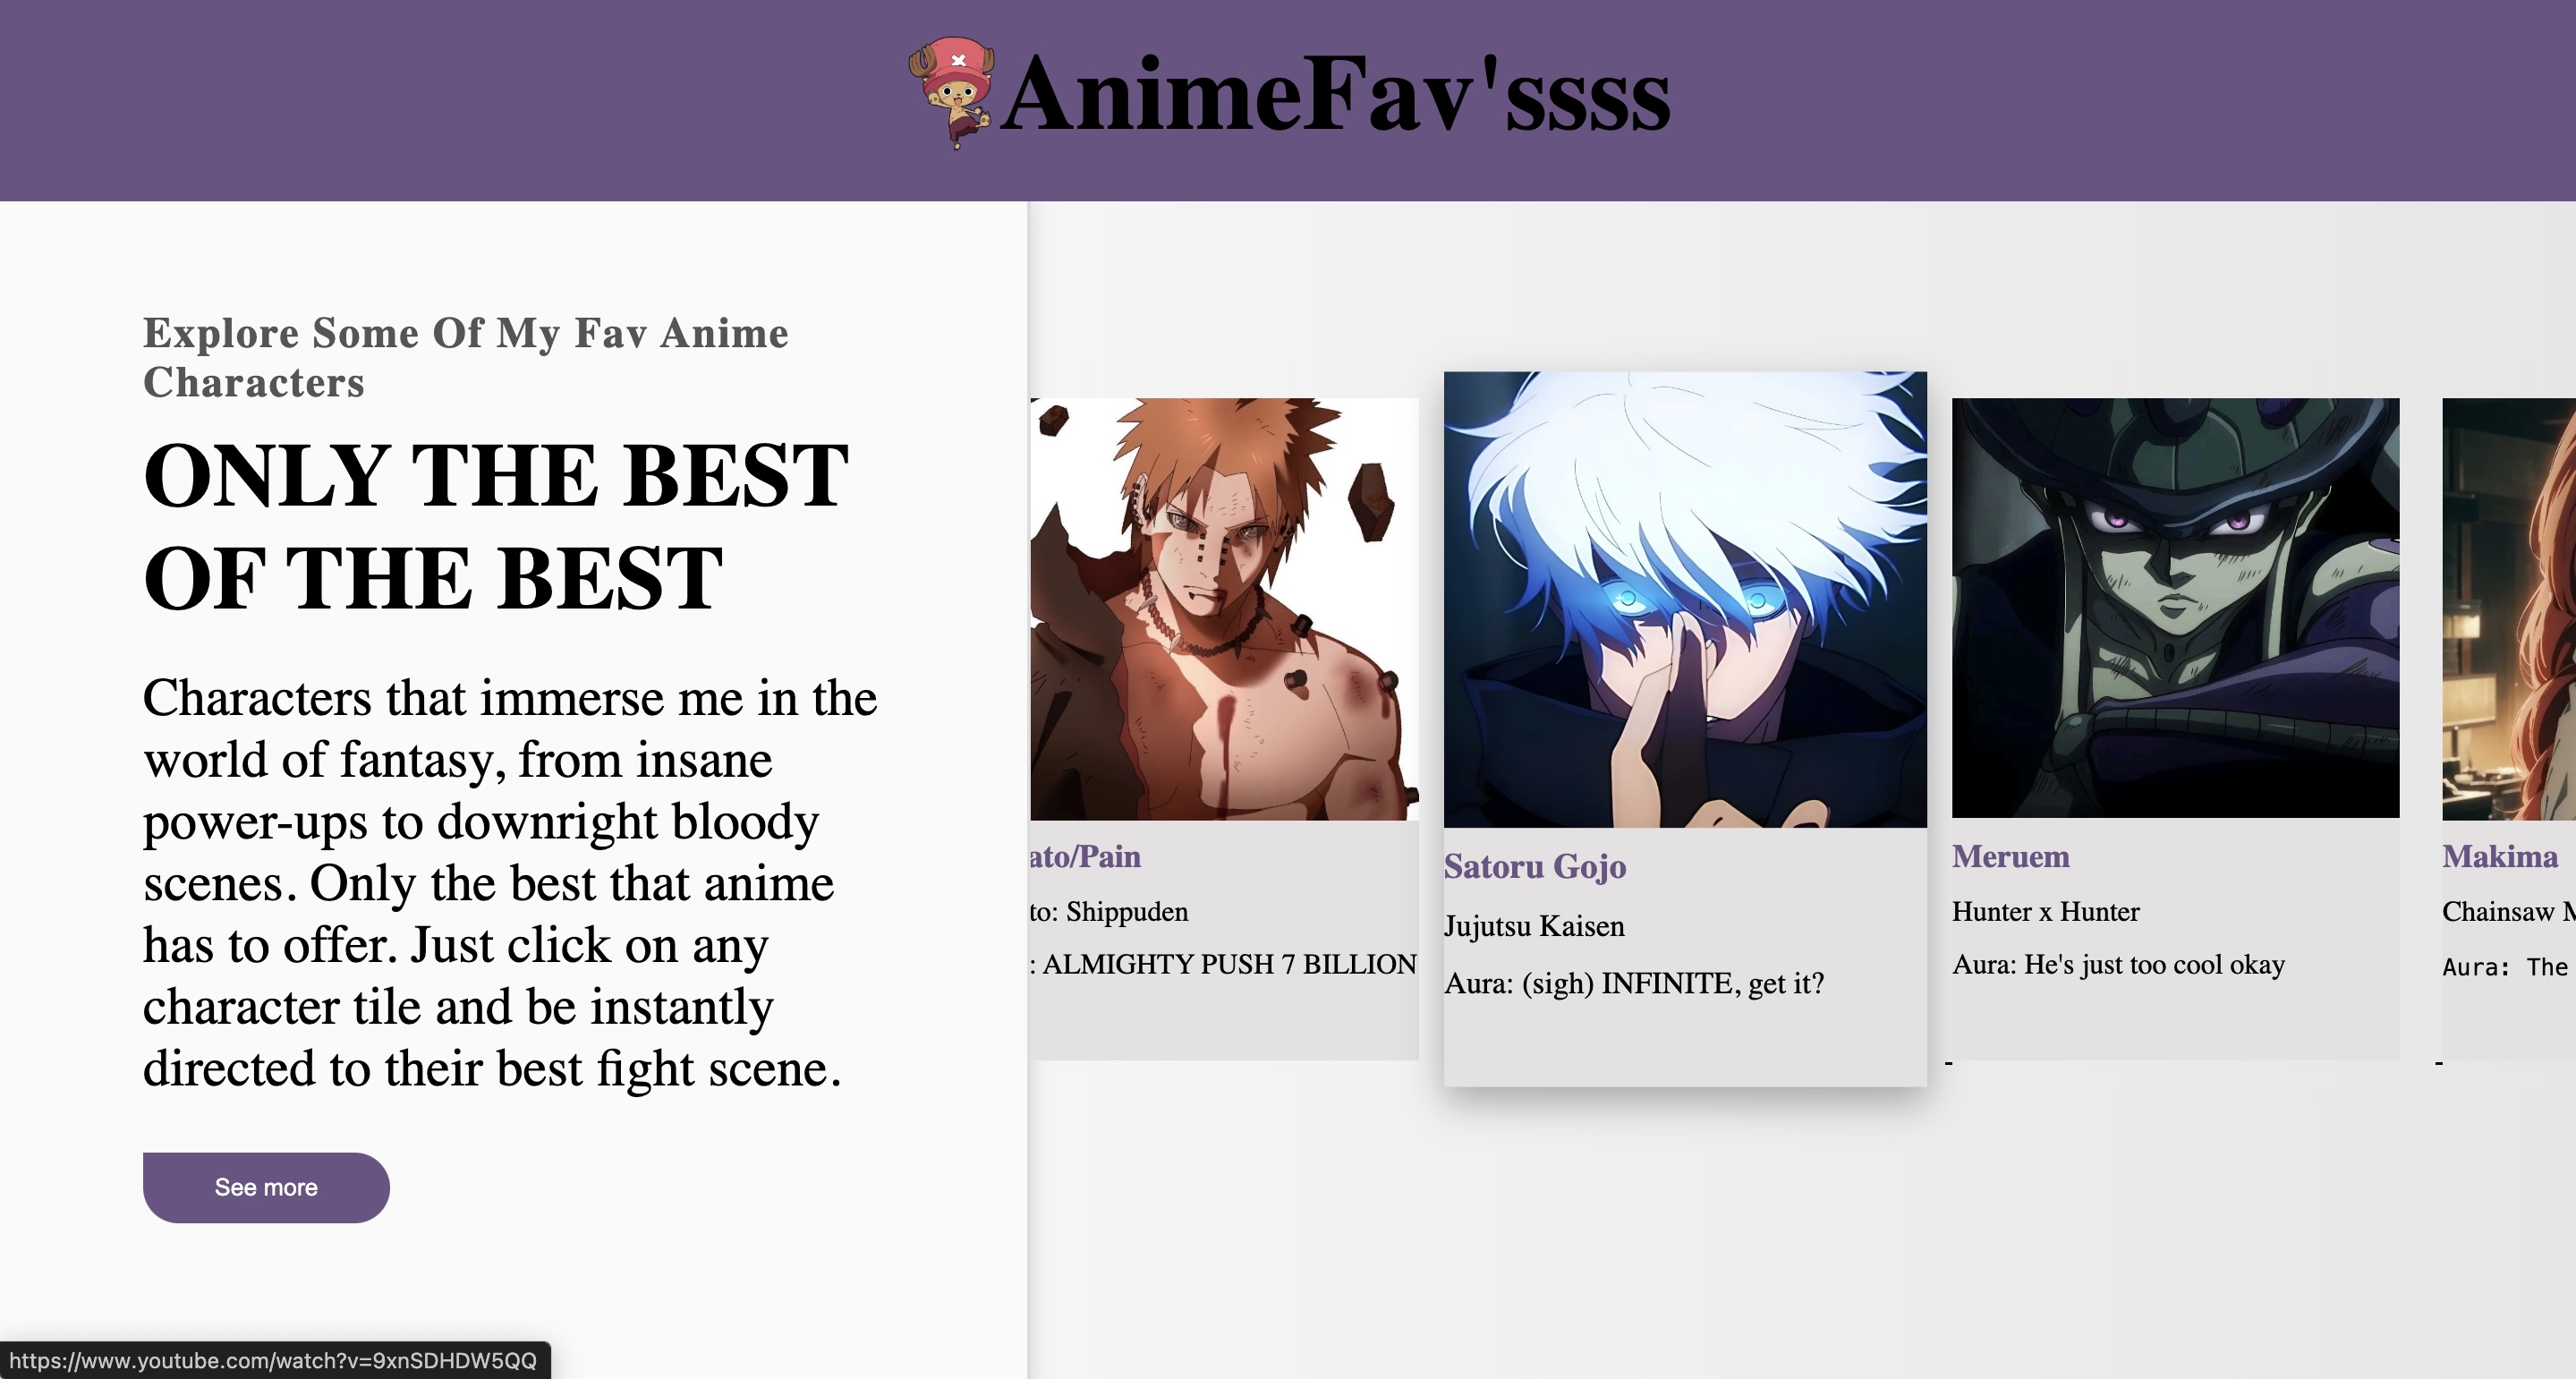 AnimeFav'ssss
Explore Some Of My Fav Anime
Characters
ONLY THE BEST
OF THE BEST
Characters that immerse me in the
world of fantasy, from insane
power-ups to downright bloody
scenes. Only the best that anime
has to offer. Just click on any
character tile and be instantly
directed to their best fight scene.
See more
ato/Pain
to: Shippuden
: ALMIGHTY PUSH 7 BILLION
Satoru Gojo
Jujutsu Kaisen
Aura: (sigh) INFINITE, get it?
Meruem
Hunter x Hunter
Aura: He's just too cool okay
Makima
Chainsaw
Aura: The
https://www.youtube.com/watch?v=9xnSDHDW5QQ